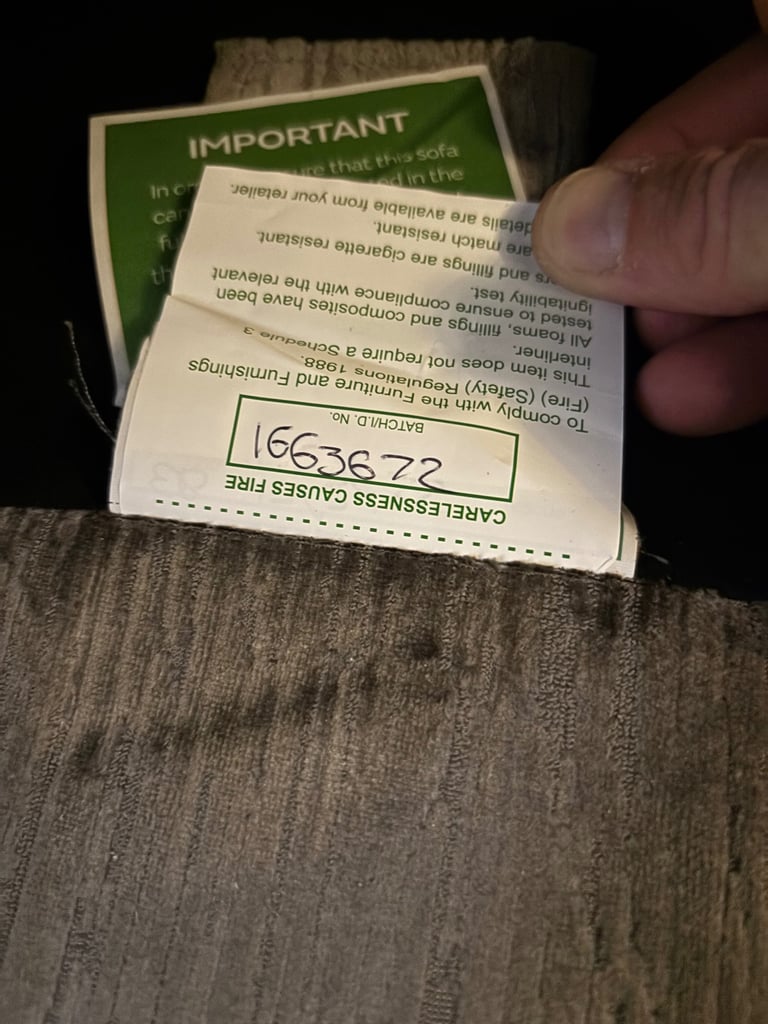 IMPORTANT
In that this sofa
in the
CARELESSNESS CAUSES FIRE
1663672
BATCH/I.D. No.
To comply with the Furniture and Furnishings
(Fire) (Safety) Regulations 1988.
This item does not require a Schedule 3
interliner.
All foams, fillings and composites have been
tested to ensure compliance with the relevant
ignitability test.
and fillings are cigarette resistant.
are match resistant.
details are available from your retailer.